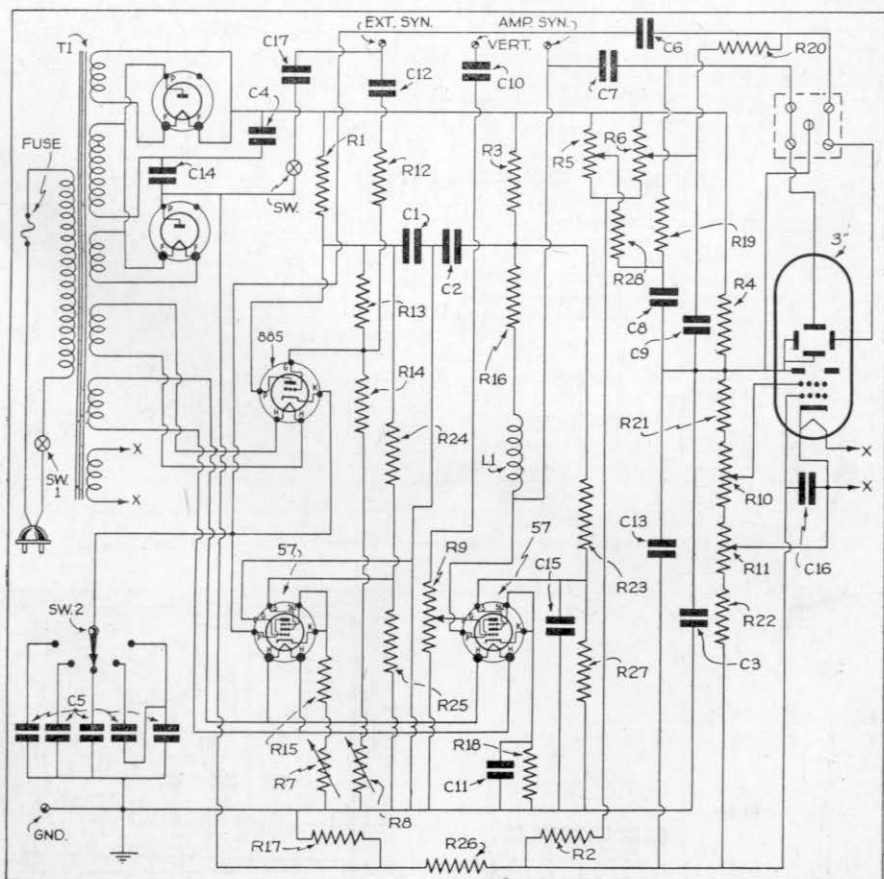 EXT. SYN. AMP. SYN.
VERT.
C17
C12
C10
C6
R20
C7
T1
P
F F
C4
FUSE
C14
P
F F
SW.
R1
R12
R3
R5
R6
R28
R19
3"
C1
C2
R13
R4
C8
C9
885
G
P
K
H H
R14
R16
R24
R21
L1
X
X
SW.
1
X
R10
X
C13
R9
R23
R11
C16
57
57
C15
R22
SW.2
C3
R27
R25
C5
R15
R18
R7
C11
R8
GND.
R17
R26
R2